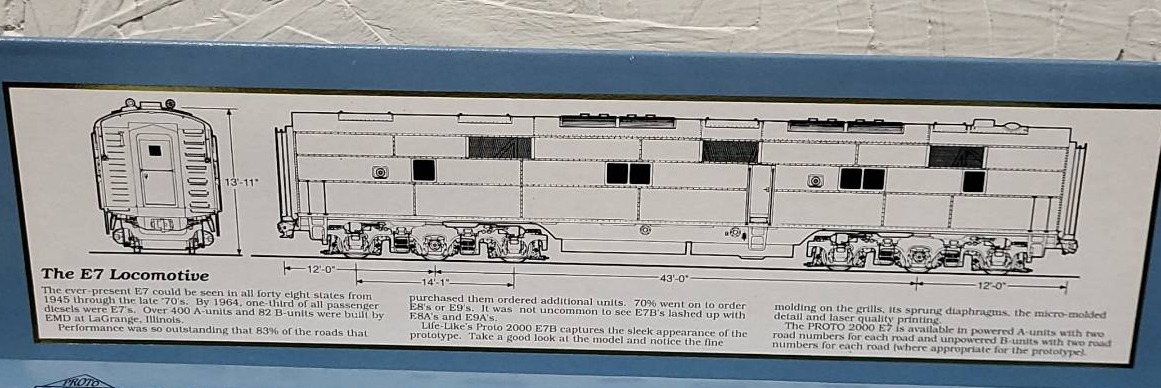 13'-11"
12'-0"
14'-1"
43'-0"
12'-0"
The E7 Locomotive
The ever-present E7 could be seen in all forty eight states from
1945 through the late '70's. By 1964, one-third of all passenger
diesels were E7's. Over 400 A-units and 82 B-units were built by
EMD at LaGrange, Illinois.
Performance was so outstanding that 83% of the roads that
purchased them ordered additional units. 70% went on to order
E8's or E9's. It was not uncommon to see E7B's lashed up with
E8A's and E9A's.
Life-Like's Proto 2000 E7B captures the sleek appearance of the
prototype. Take a good look at the model and notice the fine
molding on the grills, its sprung diaphragms, the micro-molded
detail and laser quality printing.
The PROTO 2000 E7 is available in powered A-units with two
road numbers for each road and unpowered B-units with two road
numbers for each road (where appropriate for the prototype).
PROTO